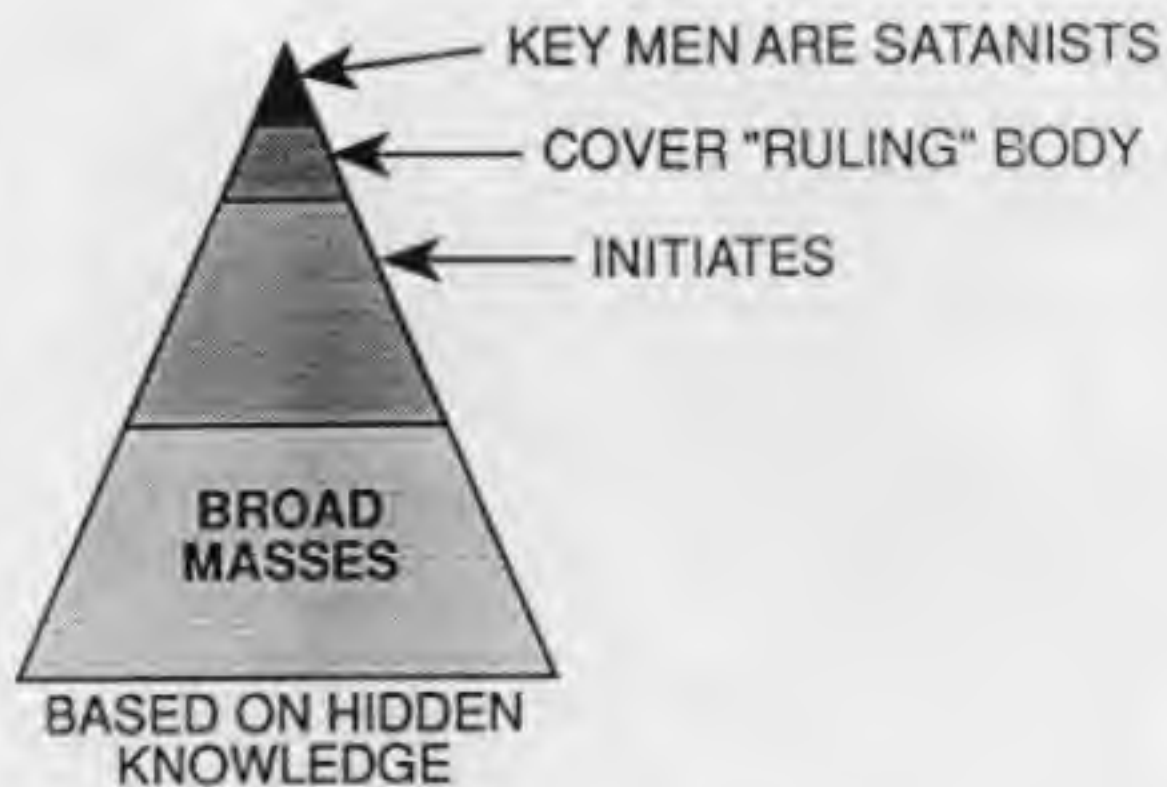 KEY MEN ARE SATANISTS
COVER "RULING" BODY
INITIATES
BROAD
MASSES
BASED ON HIDDEN
KNOWLEDGE